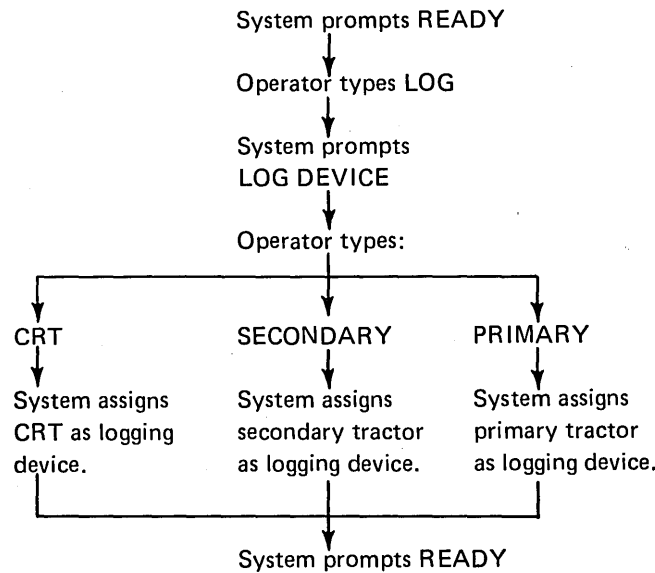 System prompts READY
Operator types LOG
System prompts
LOG DEVICE
Operator types:
CRT
System assigns
CRT as logging
device.
SECONDARY
System assigns
secondary tractor
as logging device.
PRIMARY
System assigns
primary tractor
as logging device.
System prompts READY